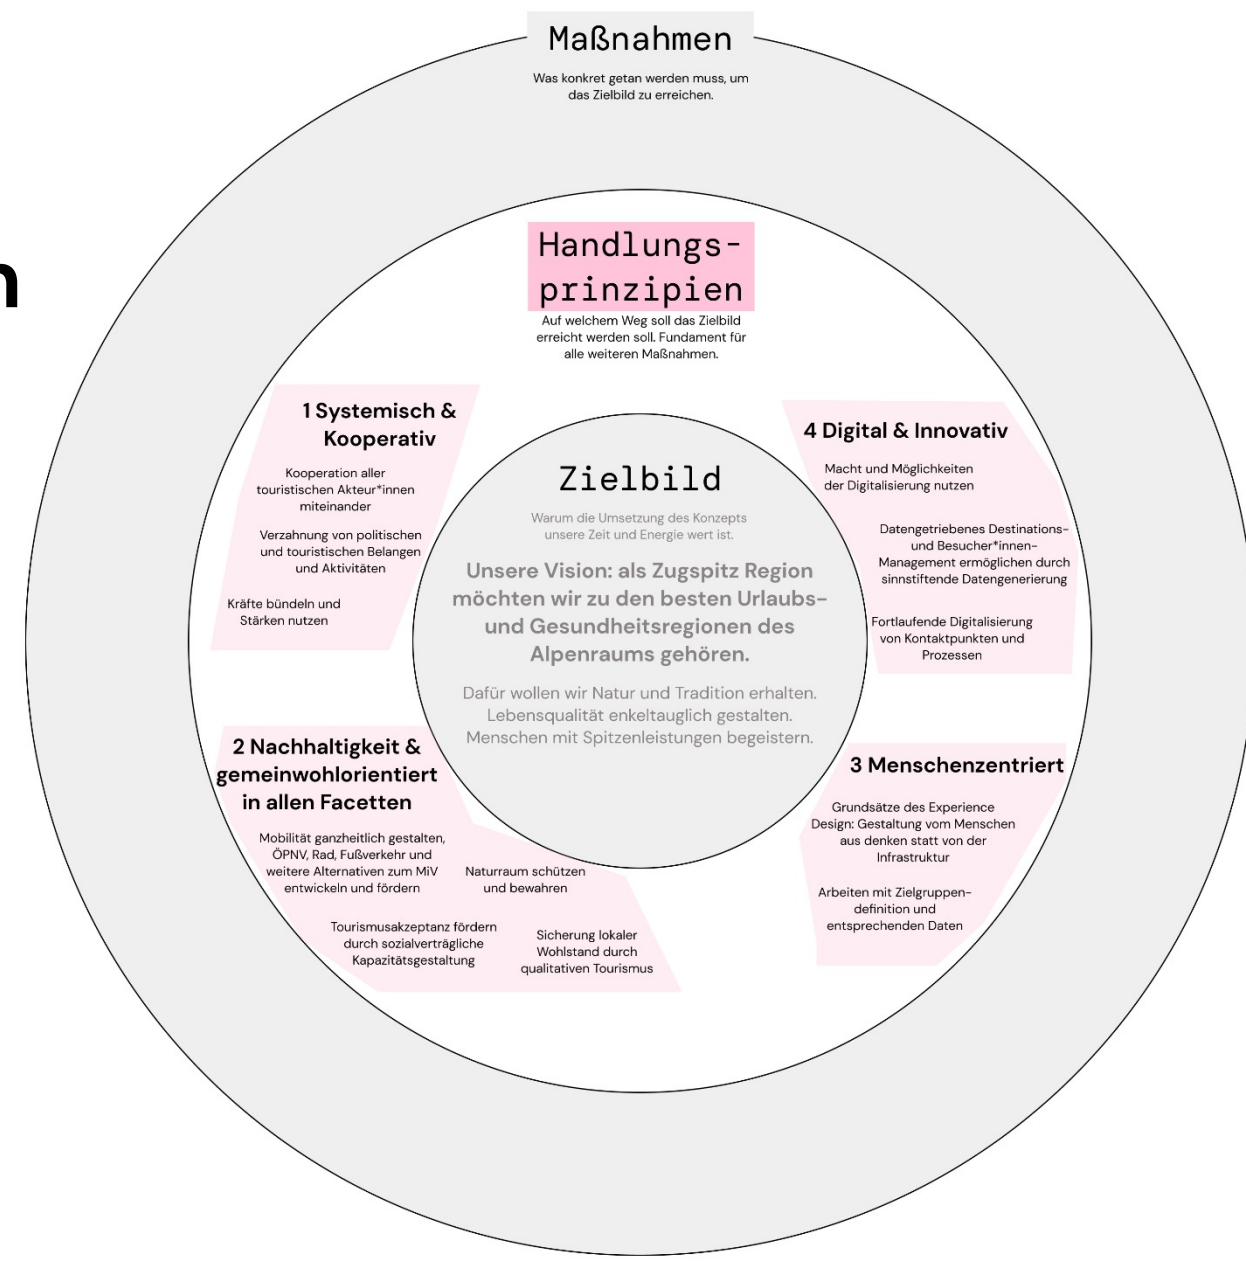 Maßnahmen
Was konkret getan werden muss, um
das Zielbild zu erreichen.
n
Handlungs-
prinzipien
Auf welchem Weg soll das Zielbild
erreicht werden soll. Fundament für
alle weiteren Maßnahmen.
1 Systemisch &
Kooperativ
Kooperation aller
touristischen Akteur*innen
miteinander
Verzahnung von politischen
und touristischen Belangen
und Aktivitäten
Kräfte bündeln und
Stärken nutzen
Zielbild
Warum die Umsetzung des Konzepts
unsere Zeit und Energie wert ist.
Unsere Vision: als Zugspitz Region
möchten wir zu den besten Urlaubs-
und Gesundheitsregionen des
Alpenraums gehören.
Dafür wollen wir Natur und Tradition erhalten.
Lebensqualität enkeltauglich gestalten.
Menschen mit Spitzenleistungen begeistern.
4 Digital & Innovativ
Macht und Möglichkeiten
der Digitalisierung nutzen
Datengetriebenes Destinations-
und Besucher*innen-
Management ermöglichen durch
sinnstiftende Datengenerierung
Fortlaufende Digitalisierung
von Kontaktpunkten und
Prozessen
2 Nachhaltigkeit &
gemeinwohlorientiert
in allen Facetten
Mobilität ganzheitlich gestalten,
ÖPNV, Rad, Fußverkehr und
weitere Alternativen zum MiV
entwickeln und fördern
Naturraum schützen
und bewahren
Tourismusakzeptanz fördern
durch sozialverträgliche
Kapazitätsgestaltung
Sicherung lokaler
Wohlstand durch
qualitativen Tourismus
3 Menschenzentriert
Grundsätze des Experience
Design: Gestaltung vom Menschen
aus denken statt von der
Infrastruktur
Arbeiten mit Zielgruppen-
definition und
entsprechenden Daten